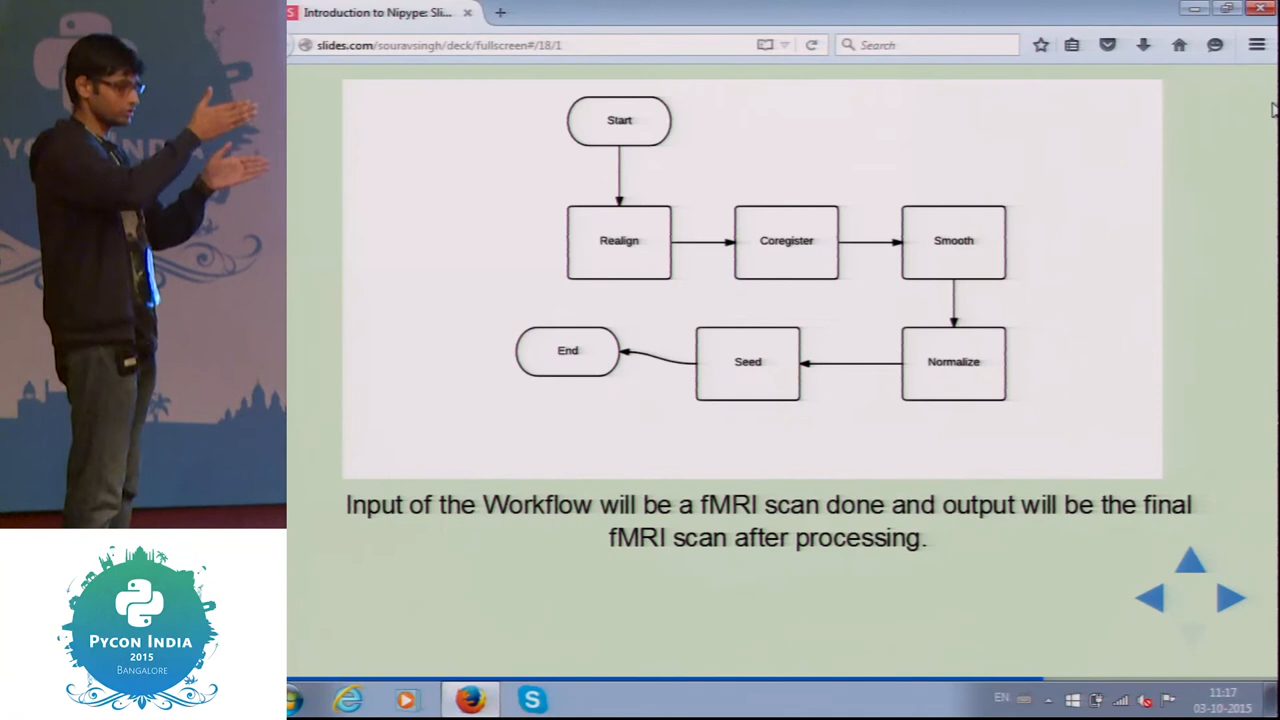 Introduction to Nipype: Sli...
slides.com/souravsingh/deck/fullscreen#/18/1
Search
Start
Realign
Coregister
Smooth
End
Seed
Normalize
Input of the Workflow will be a fMRI scan done and output will be the final
fMRI scan after processing.
PYCON INDIA
2015
BANGALORE
EN
11:17
03-10-2015